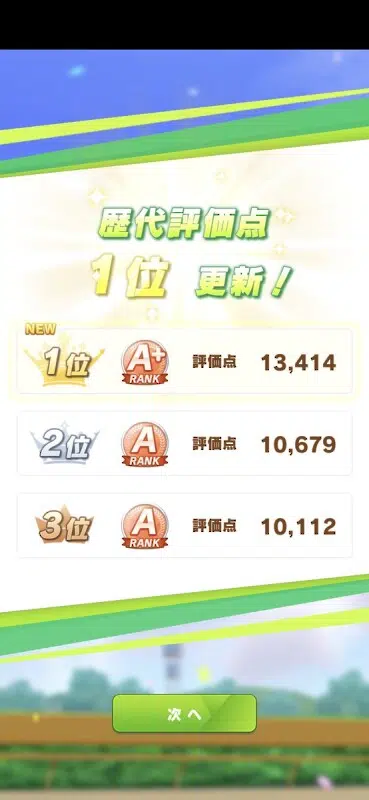 歴代評価点
1位 更新！
NEW
1位 A+ RANK 評価点 13,414
2位 A RANK 評価点 10,679
3位 A RANK 評価点 10,112
次へ